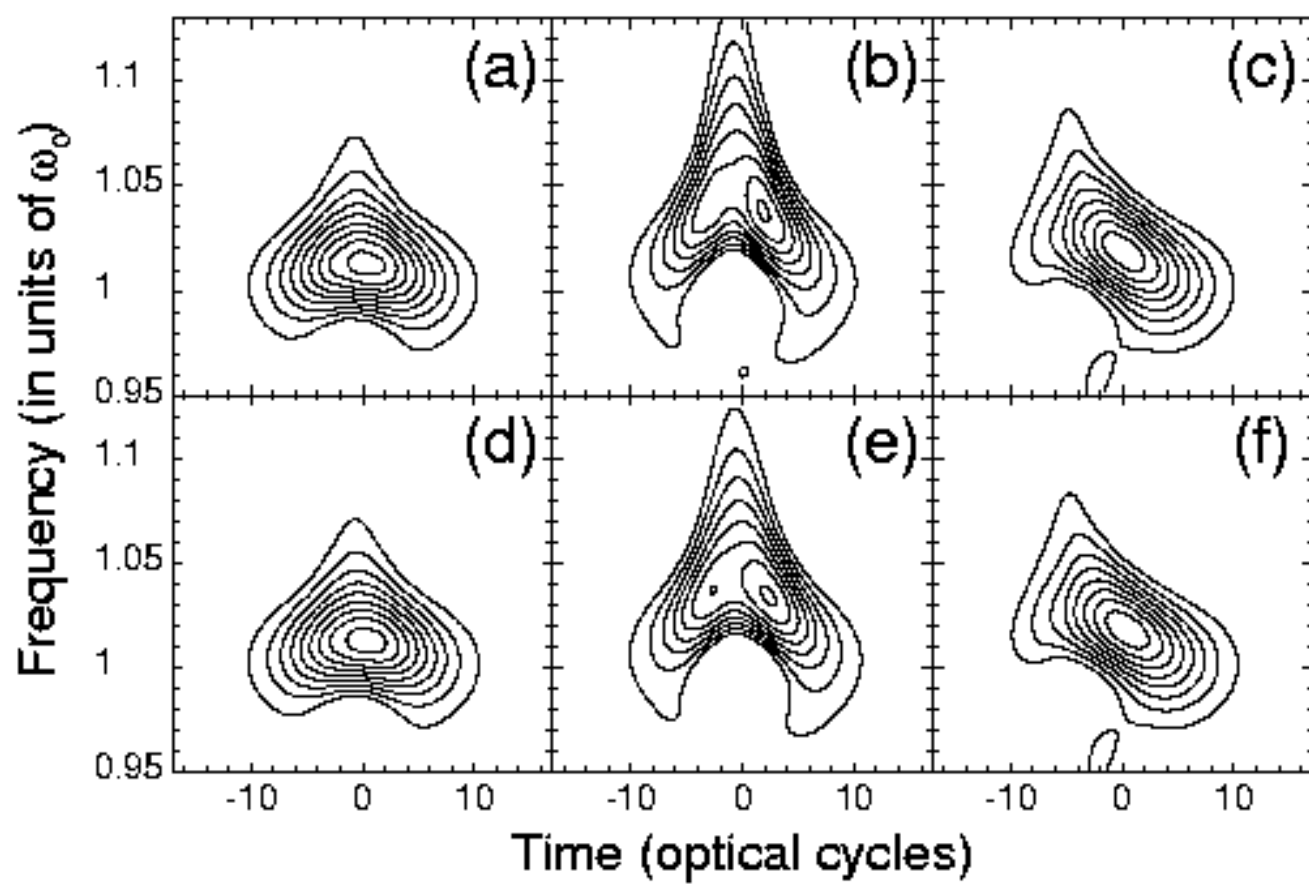 (a) (b) (c)
1.1
1.05
1
0.95
(d) (e) (f)
1.1
1.05
1
0.95
-10 0 10 -10 0 10 -10 0 10
Time (optical cycles)
Frequency (in units of ω₀)